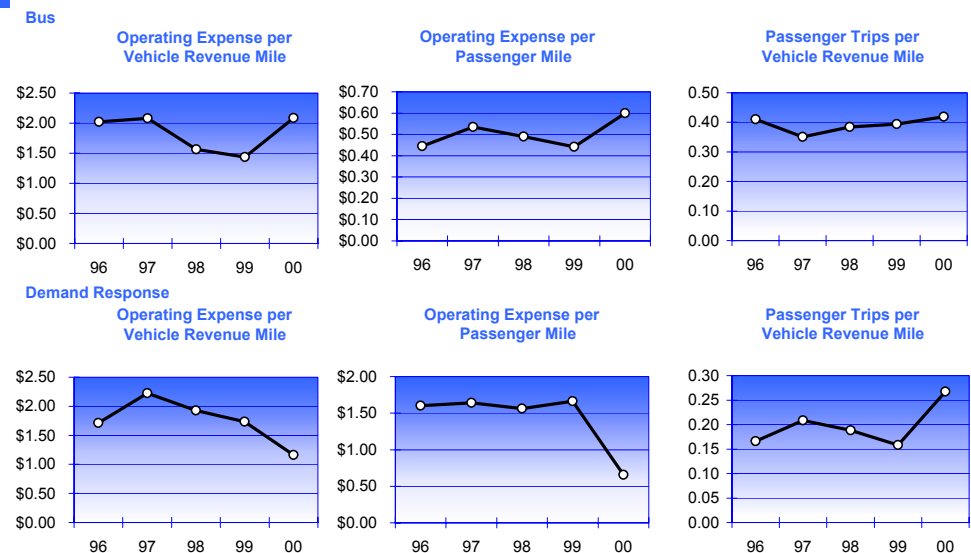 Bus
Operating Expense per
Vehicle Revenue Mile
$2.50
$2.00
$1.50
$1.00
$0.50
$0.00
96 97 98 99 00
Operating Expense per
Passenger Mile
$0.70
$0.60
$0.50
$0.40
$0.30
$0.20
$0.10
$0.00
96 97 98 99 00
Passenger Trips per
Vehicle Revenue Mile
0.50
0.40
0.30
0.20
0.10
0.00
96 97 98 99 00
Demand Response
Operating Expense per
Vehicle Revenue Mile
$2.50
$2.00
$1.50
$1.00
$0.50
$0.00
96 97 98 99 00
Operating Expense per
Passenger Mile
$2.00
$1.50
$1.00
$0.50
$0.00
96 97 98 99 00
Passenger Trips per
Vehicle Revenue Mile
0.30
0.25
0.20
0.15
0.10
0.05
0.00
96 97 98 99 00